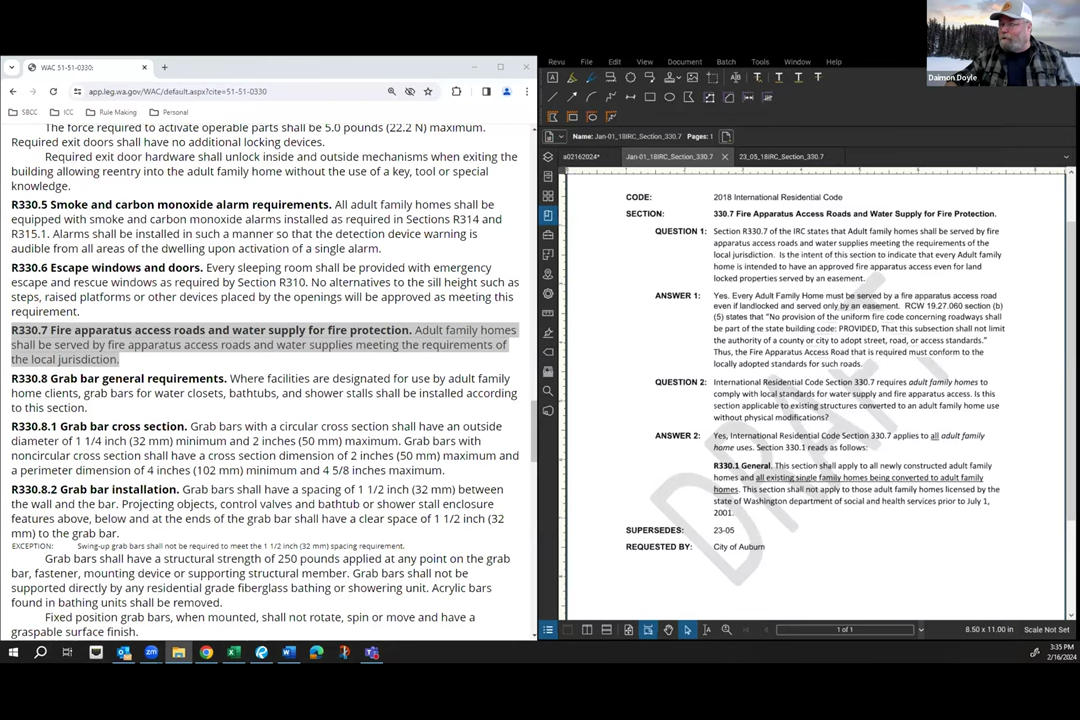 Daimon Doyle
WAC 51-51-0330:
app.leg.wa.gov/WAC/default.aspx?cite=51-51-0330
SBCC
ICC
Rule Making
Personal
The force required to activate operable parts shall be 5.0 pounds (22.2 N) maximum.
Required exit doors shall have no additional locking devices.
Required exit door hardware shall unlock inside and outside mechanisms when exiting the
building allowing reentry into the adult family home without the use of a key, tool or special
knowledge.
R330.5 Smoke and carbon monoxide alarm requirements. All adult family homes shall be
equipped with smoke and carbon monoxide alarms installed as required in Sections R314 and
R315.1. Alarms shall be installed in such a manner so that the detection device warning is
audible from all areas of the dwelling upon activation of a single alarm.
R330.6 Escape windows and doors. Every sleeping room shall be provided with emergency
escape and rescue windows as required by Section R310. No alternatives to the sill height such as
steps, raised platforms or other devices placed by the openings will be approved as meeting this
requirement.
R330.7 Fire apparatus access roads and water supply for fire protection. Adult family homes
shall be served by fire apparatus access roads and water supplies meeting the requirements of
the local jurisdiction.
R330.8 Grab bar general requirements. Where facilities are designated for use by adult family
home clients, grab bars for water closets, bathtubs, and shower stalls shall be installed according
to this section.
R330.8.1 Grab bar cross section. Grab bars with a circular cross section shall have an outside
diameter of 1 1/4 inch (32 mm) minimum and 2 inches (50 mm) maximum. Grab bars with
noncircular cross section shall have a cross section dimension of 2 inches (50 mm) maximum and
a perimeter dimension of 4 inches (102 mm) minimum and 4 5/8 inches maximum.
R330.8.2 Grab bar installation. Grab bars shall have a spacing of 1 1/2 inch (32 mm) between
the wall and the bar. Projecting objects, control valves and bathtub or shower stall enclosure
features above, below and at the ends of the grab bar shall have a clear space of 1 1/2 inch (32
mm) to the grab bar.
EXCEPTION: Swing-up grab bars shall not be required to meet the 1 1/2 inch (32 mm) spacing requirement.
Grab bars shall have a structural strength of 250 pounds applied at any point on the grab
bar, fastener, mounting device or supporting structural member. Grab bars shall not be
supported directly by any residential grade fiberglass bathing or showering unit. Acrylic bars
found in bathing units shall be removed.
Fixed position grab bars, when mounted, shall not rotate, spin or move and have a
graspable surface finish.
Revu File Edit View Document Batch Tools Window Help
Name: Jan-01_18IRC_Section_330.7 Pages: 1
a02162024* Jan-01_18IRC_Section_330.7 23_05_18IRC_Section_330.7
CODE: 2018 International Residential Code
SECTION: 330.7 Fire Apparatus Access Roads and Water Supply for Fire Protection.
QUESTION 1: Section R330.7 of the IRC states that Adult family homes shall be served by fire
apparatus access roads and water supplies meeting the requirements of the
local jurisdiction. Is the intent of this section to indicate that every Adult Family
home is intended to have an approved fire apparatus access even for land
locked properties served by an easement.
ANSWER 1: Yes. Every Adult Family Home must be served by a fire apparatus access road
even if landlocked and served only by an easement. RCW 19.27.060 section (b)
(5) states that "No provision of the uniform fire code concerning roadways shall
be part of the state building code: PROVIDED, That this subsection shall not limit
the authority of a county or city to adopt street, road, or access standards."
Thus, the Fire Apparatus Access Road that is required must conform to the
locally adopted standards for such roads.
QUESTION 2: International Residential Code Section 330.7 requires adult family homes to
comply with local standards for water supply and fire apparatus access. Is this
section applicable to existing structures converted to an adult family home use
without physical modifications?
ANSWER 2: Yes, International Residential Code Section 330.7 applies to all adult family
home uses. Section 330.1 reads as follows:
R330.1 General. This section shall apply to all newly constructed adult family
homes and all existing single family homes being converted to adult family
homes. This section shall not apply to those adult family homes licensed by the
state of Washington department of social and health services prior to July 1,
2001.
SUPERSEDES: 23-05
REQUESTED BY: City of Auburn
DRAFT
1 of 1
8.50 x 11.00 in Scale Not Set
3:35 PM
2/16/2024